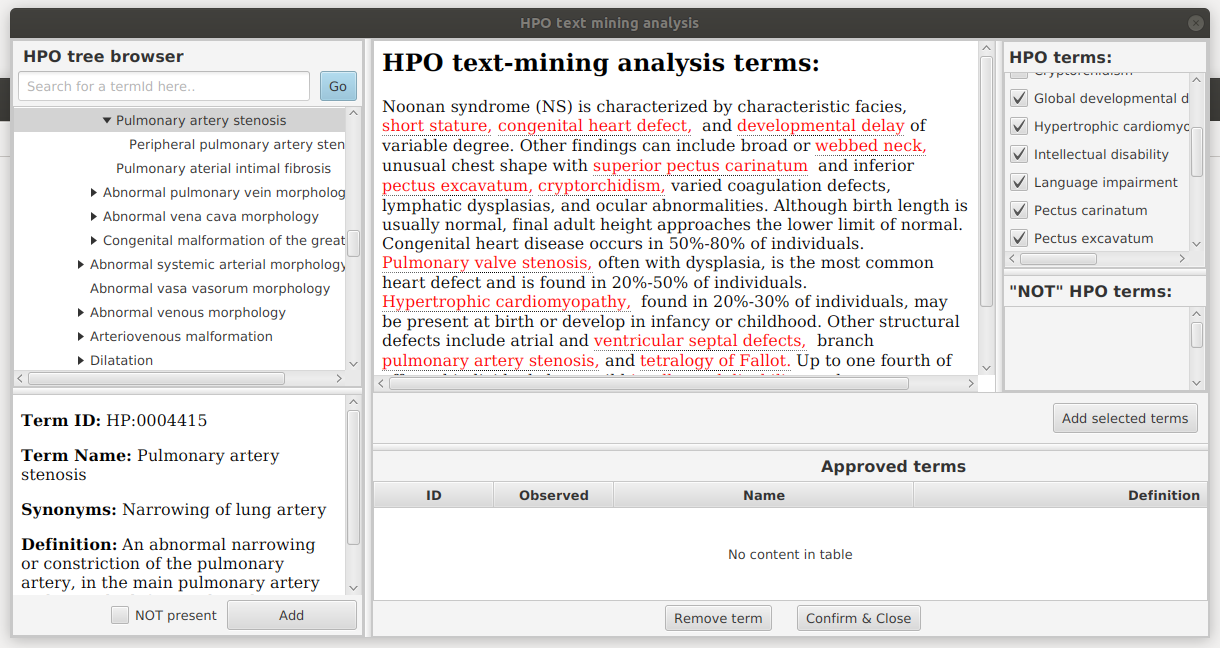 HPO text mining analysis
HPO tree browser
Search for a termId here..
Go
Pulmonary artery stenosis
Peripheral pulmonary artery sten
Pulmonary aterial intimal fibrosis
Abnormal pulmonary vein morpholog
Abnormal vena cava morphology
Congenital malformation of the great
Abnormal systemic arterial morphology
Abnormal vasa vasorum morphology
Abnormal venous morphology
Arteriovenous malformation
Dilatation
Term ID: HP:0004415
Term Name: Pulmonary artery
stenosis
Synonyms: Narrowing of lung artery
Definition: An abnormal narrowing
or constriction of the pulmonary
artery, in the main pulmonary artery
NOT present
Add
HPO text-mining analysis terms:
Noonan syndrome (NS) is characterized by characteristic facies,
short stature, congenital heart defect, and developmental delay of
variable degree. Other findings can include broad or webbed neck,
unusual chest shape with superior pectus carinatum and inferior
pectus excavatum, cryptorchidism, varied coagulation defects,
lymphatic dysplasias, and ocular abnormalities. Although birth length is
usually normal, final adult height approaches the lower limit of normal.
Congenital heart disease occurs in 50%-80% of individuals.
Pulmonary valve stenosis, often with dysplasia, is the most common
heart defect and is found in 20%-50% of individuals.
Hypertrophic cardiomyopathy, found in 20%-30% of individuals, may
be present at birth or develop in infancy or childhood. Other structural
defects include atrial and ventricular septal defects, branch
pulmonary artery stenosis, and tetralogy of Fallot. Up to one fourth of
HPO terms:
Cryptorchidism
Global developmental d
Hypertrophic cardiomyc
Intellectual disability
Language impairment
Pectus carinatum
Pectus excavatum
"NOT" HPO terms:
Add selected terms
Approved terms
ID Observed Name Definition
No content in table
Remove term
Confirm & Close